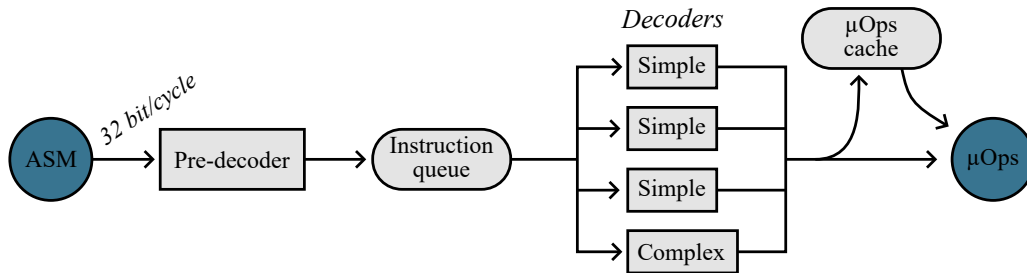 Decoders
µOps
cache
Simple
32 bit/cycle
Simple
ASM
Pre-decoder
Instruction
queue
µOps
Simple
Complex